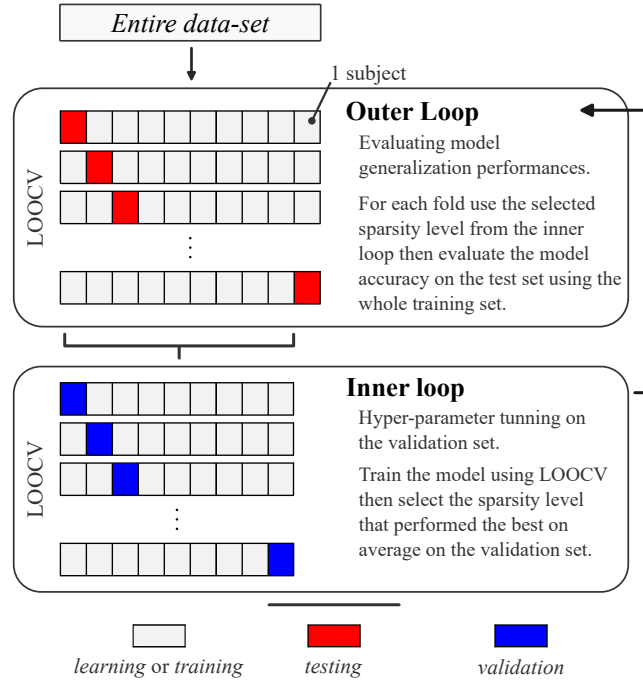 Entire data-set
1 subject
LOOCV
Outer Loop
Evaluating model
generalization performances.
For each fold use the selected
sparsity level from the inner
loop then evaluate the model
accuracy on the test set using the
whole training set.
LOOCV
Inner loop
Hyper-parameter tunning on
the validation set.
Train the model using LOOCV
then select the sparsity level
that performed the best on
average on the validation set.
learning or training
testing
validation